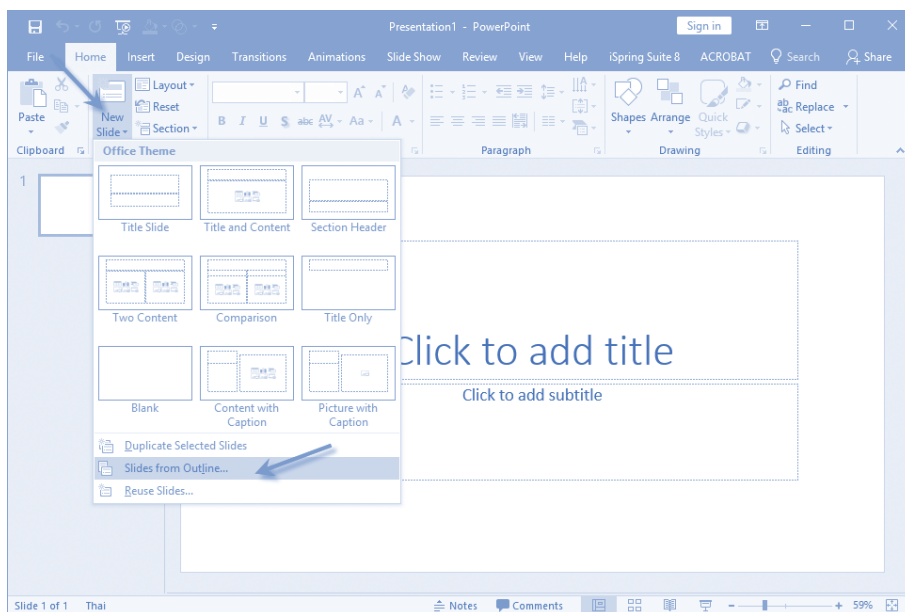 Presentation1 - PowerPoint
Sign in
File Home Insert Design Transitions Animations Slide Show Review View Help iSpring Suite 8 ACROBAT Search Share
Paste
New Slide
Layout
Reset
Section
B I U S abc AV Aa A
Shapes Arrange Quick Styles
Find
Replace
Select
Clipboard
Paragraph
Drawing
Editing
Office Theme
Title Slide
Title and Content
Section Header
Two Content
Comparison
Title Only
Blank
Content with Caption
Picture with Caption
Duplicate Selected Slides
Slides from Outline...
Reuse Slides...
1
Click to add title
Click to add subtitle
Slide 1 of 1 Thai
Notes Comments 59%